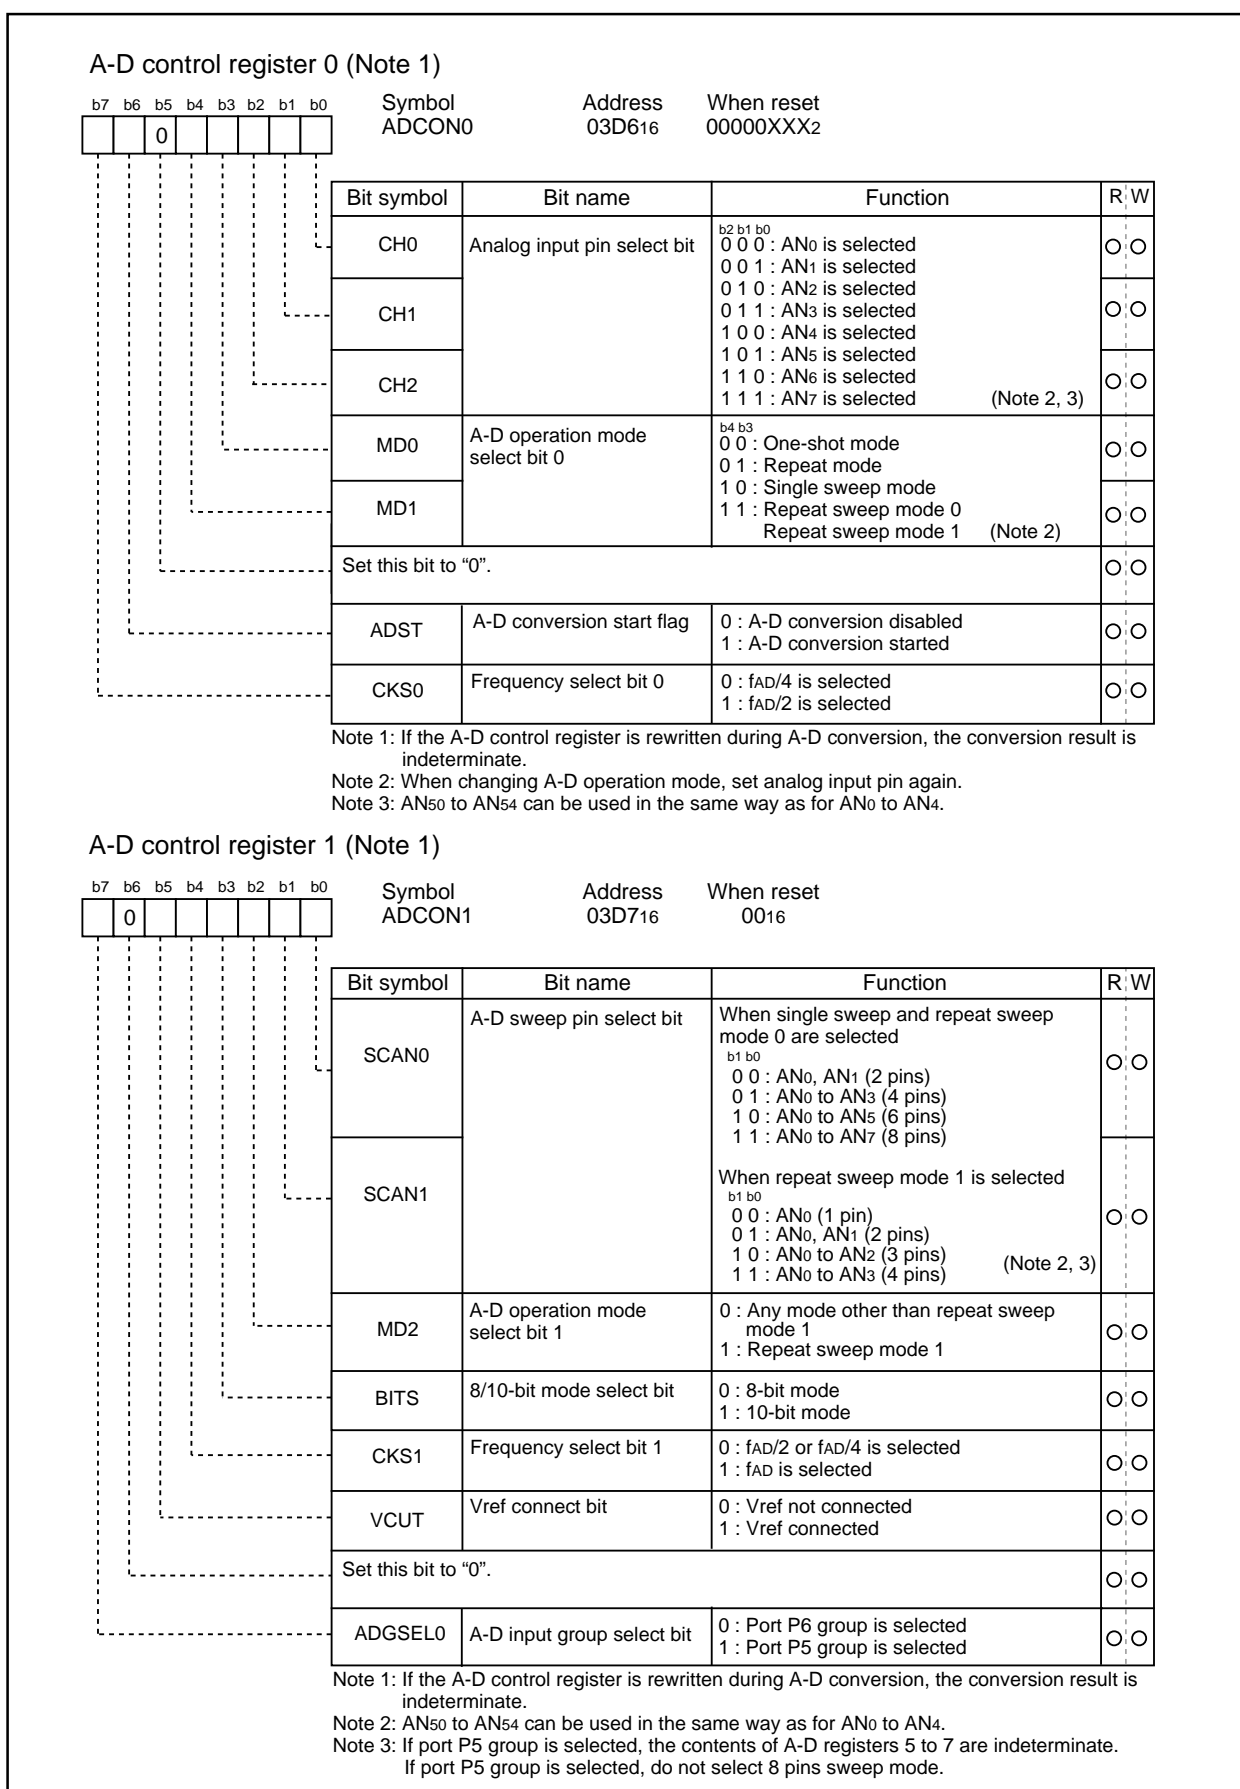 A-D control register 0 (Note 1)
b7 b6 b5 b4 b3 b2 b1 b0
Symbol Address When reset
ADCON0 03D616 00000XXX2
0
Bit symbol Bit name Function R W
CH0 Analog input pin select bit
b2 b1 b0
0 0 0 : AN0 is selected
0 0 1 : AN1 is selected
0 1 0 : AN2 is selected
CH1
0 1 1 : AN3 is selected
1 0 0 : AN4 is selected
1 0 1 : AN5 is selected
CH2
1 1 0 : AN6 is selected
1 1 1 : AN7 is selected (Note 2, 3)
MD0 A-D operation mode
select bit 0
b4 b3
0 0 : One-shot mode
0 1 : Repeat mode
MD1
1 0 : Single sweep mode
1 1 : Repeat sweep mode 0
Repeat sweep mode 1 (Note 2)
Set this bit to “0”.
ADST A-D conversion start flag
0 : A-D conversion disabled
1 : A-D conversion started
CKS0 Frequency select bit 0
0 : fAD/4 is selected
1 : fAD/2 is selected
Note 1: If the A-D control register is rewritten during A-D conversion, the conversion result is
indeterminate.
Note 2: When changing A-D operation mode, set analog input pin again.
Note 3: AN50 to AN54 can be used in the same way as for AN0 to AN4.
A-D control register 1 (Note 1)
b7 b6 b5 b4 b3 b2 b1 b0
Symbol Address When reset
ADCON1 03D716 0016
0
Bit symbol Bit name Function R W
SCAN0 A-D sweep pin select bit
When single sweep and repeat sweep
mode 0 are selected
b1 b0
0 0 : AN0, AN1 (2 pins)
0 1 : AN0 to AN3 (4 pins)
1 0 : AN0 to AN5 (6 pins)
1 1 : AN0 to AN7 (8 pins)
SCAN1
When repeat sweep mode 1 is selected
b1 b0
0 0 : AN0 (1 pin)
0 1 : AN0, AN1 (2 pins)
1 0 : AN0 to AN2 (3 pins)
1 1 : AN0 to AN3 (4 pins) (Note 2, 3)
MD2 A-D operation mode
select bit 1
0 : Any mode other than repeat sweep
mode 1
1 : Repeat sweep mode 1
BITS 8/10-bit mode select bit
0 : 8-bit mode
1 : 10-bit mode
CKS1 Frequency select bit 1
0 : fAD/2 or fAD/4 is selected
1 : fAD is selected
VCUT Vref connect bit
0 : Vref not connected
1 : Vref connected
Set this bit to “0”.
ADGSEL0 A-D input group select bit
0 : Port P6 group is selected
1 : Port P5 group is selected
Note 1: If the A-D control register is rewritten during A-D conversion, the conversion result is
indeterminate.
Note 2: AN50 to AN54 can be used in the same way as for AN0 to AN4.
Note 3: If port P5 group is selected, the contents of A-D registers 5 to 7 are indeterminate.
If port P5 group is selected, do not select 8 pins sweep mode.